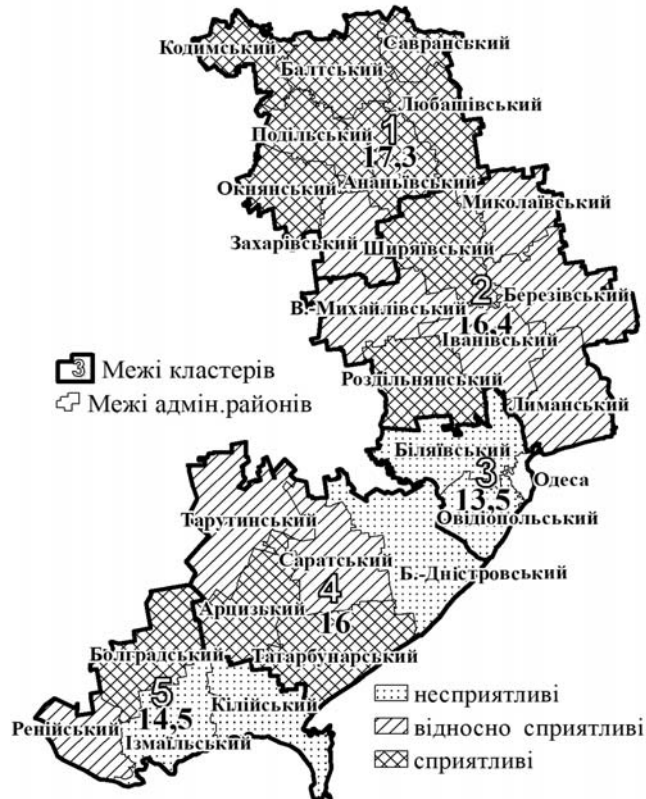 Кодимський
Савранський
Балтський
Любашівський
Подільський
1
17,3
Окнянський
Ананьївський
Миколаївський
Захарівський
Ширяївський
2
Березівський
В.-Михайлівський
16,4
Іванівський
3 Межі кластерів
Роздільнянський
Межі адмін.районів
Лиманський
Біляївський
3
Одеса
13,5
Овідіопольський
Тарутинський
Саратський
Б.-Дністровський
4
Арцизький
16
Болградський
Татарбунарський
5
несприятливі
Кілійський
14,5
Ренійський
відносно сприятливі
Ізмаїльський
сприятливі